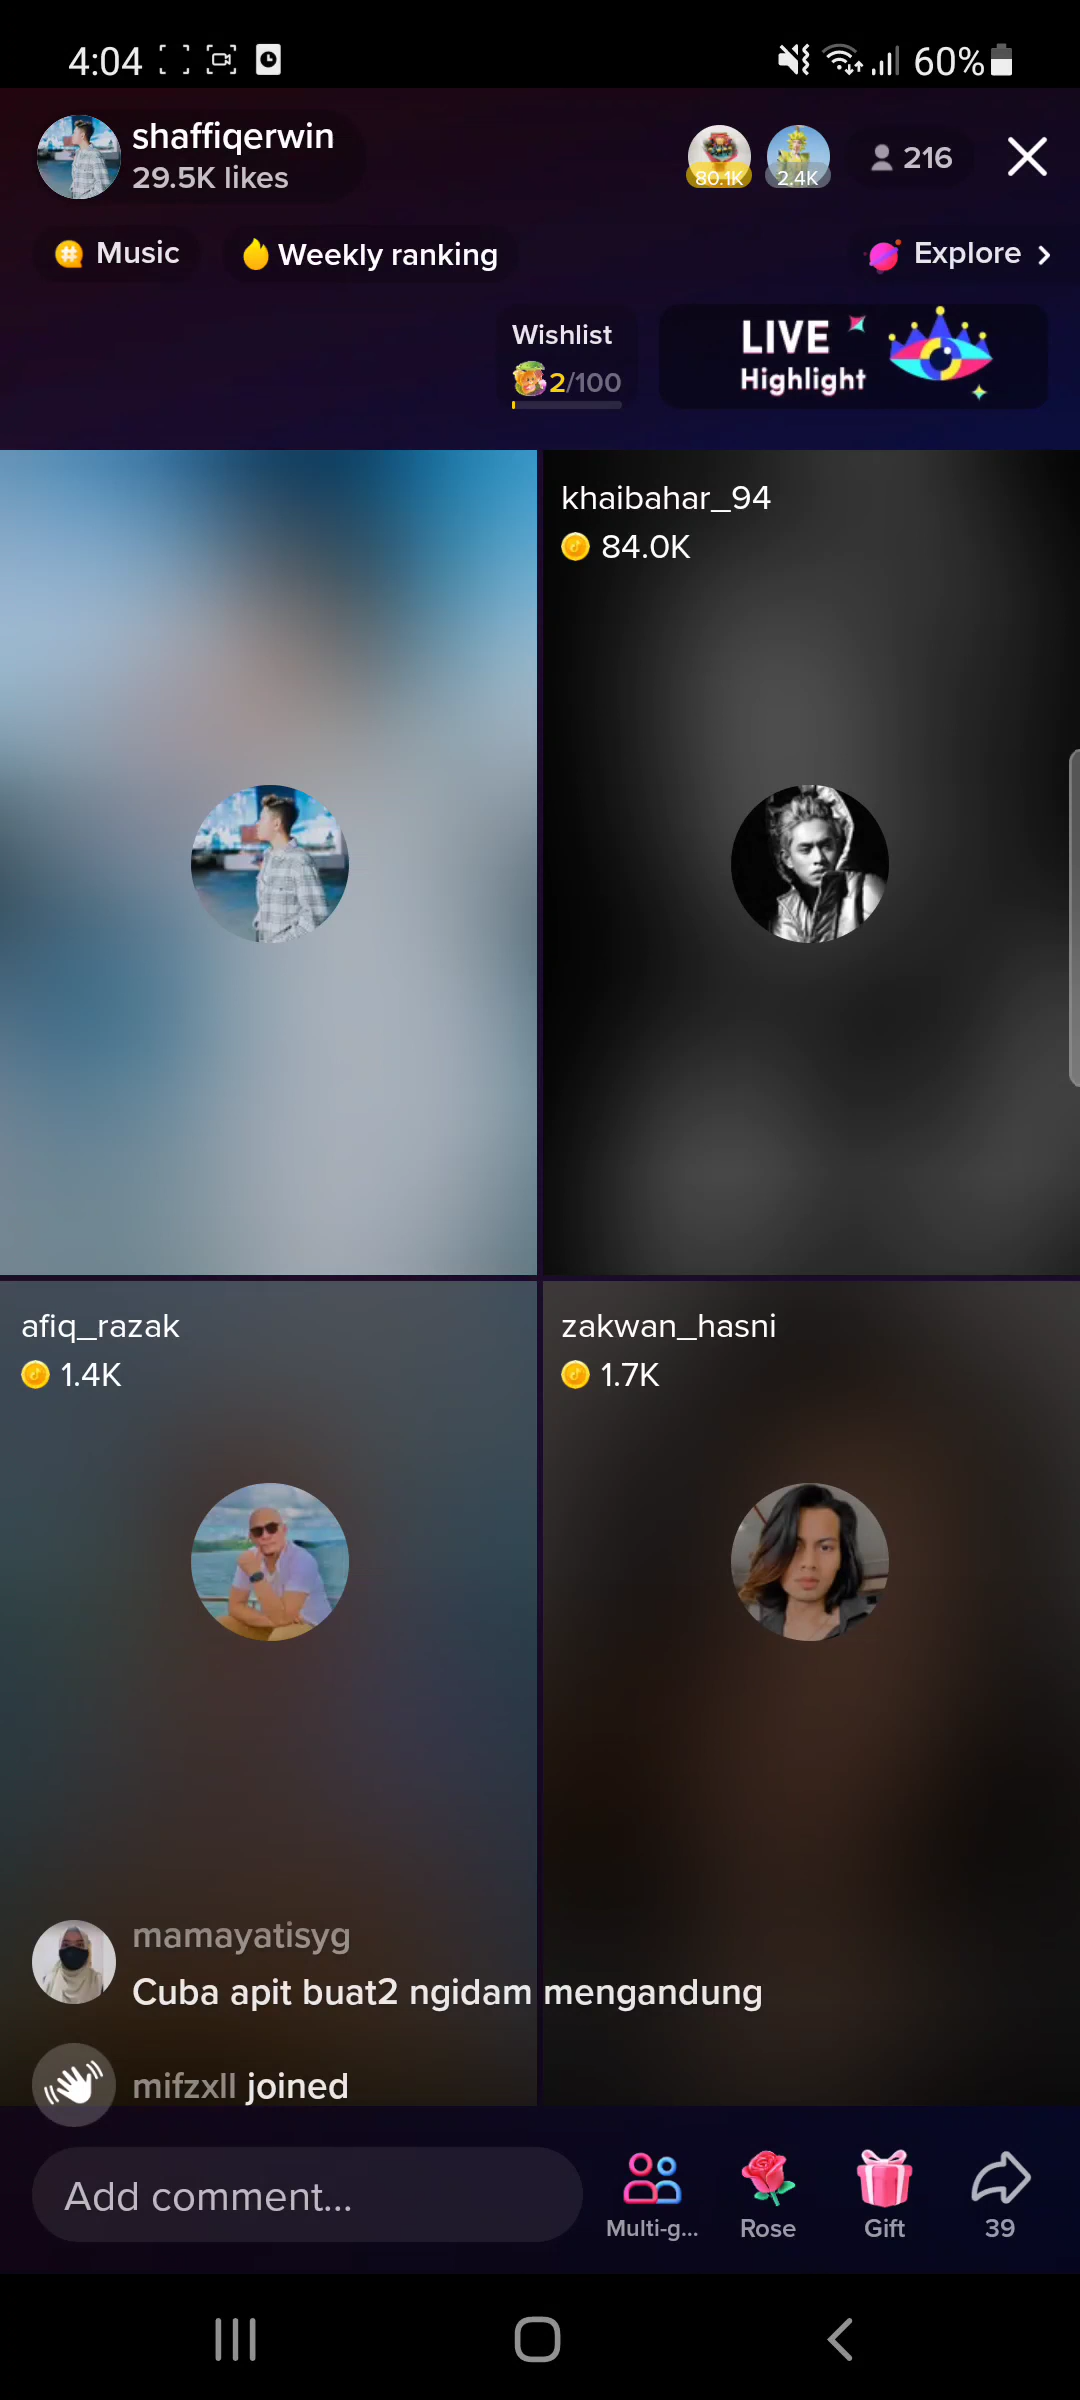 4:04
60%
shaffiqerwin
29.5K likes
80.1K
2.4K
216
Music
Weekly ranking
Explore
Wishlist
2/100
LIVE
Highlight
khaibahar_94
84.0K
afiq_razak
1.4K
zakwan_hasni
1.7K
mamayatisyg
Cuba apit buat2 ngidam mengandung
mifzxll joined
Add comment...
Multi-g...
Rose
Gift
39